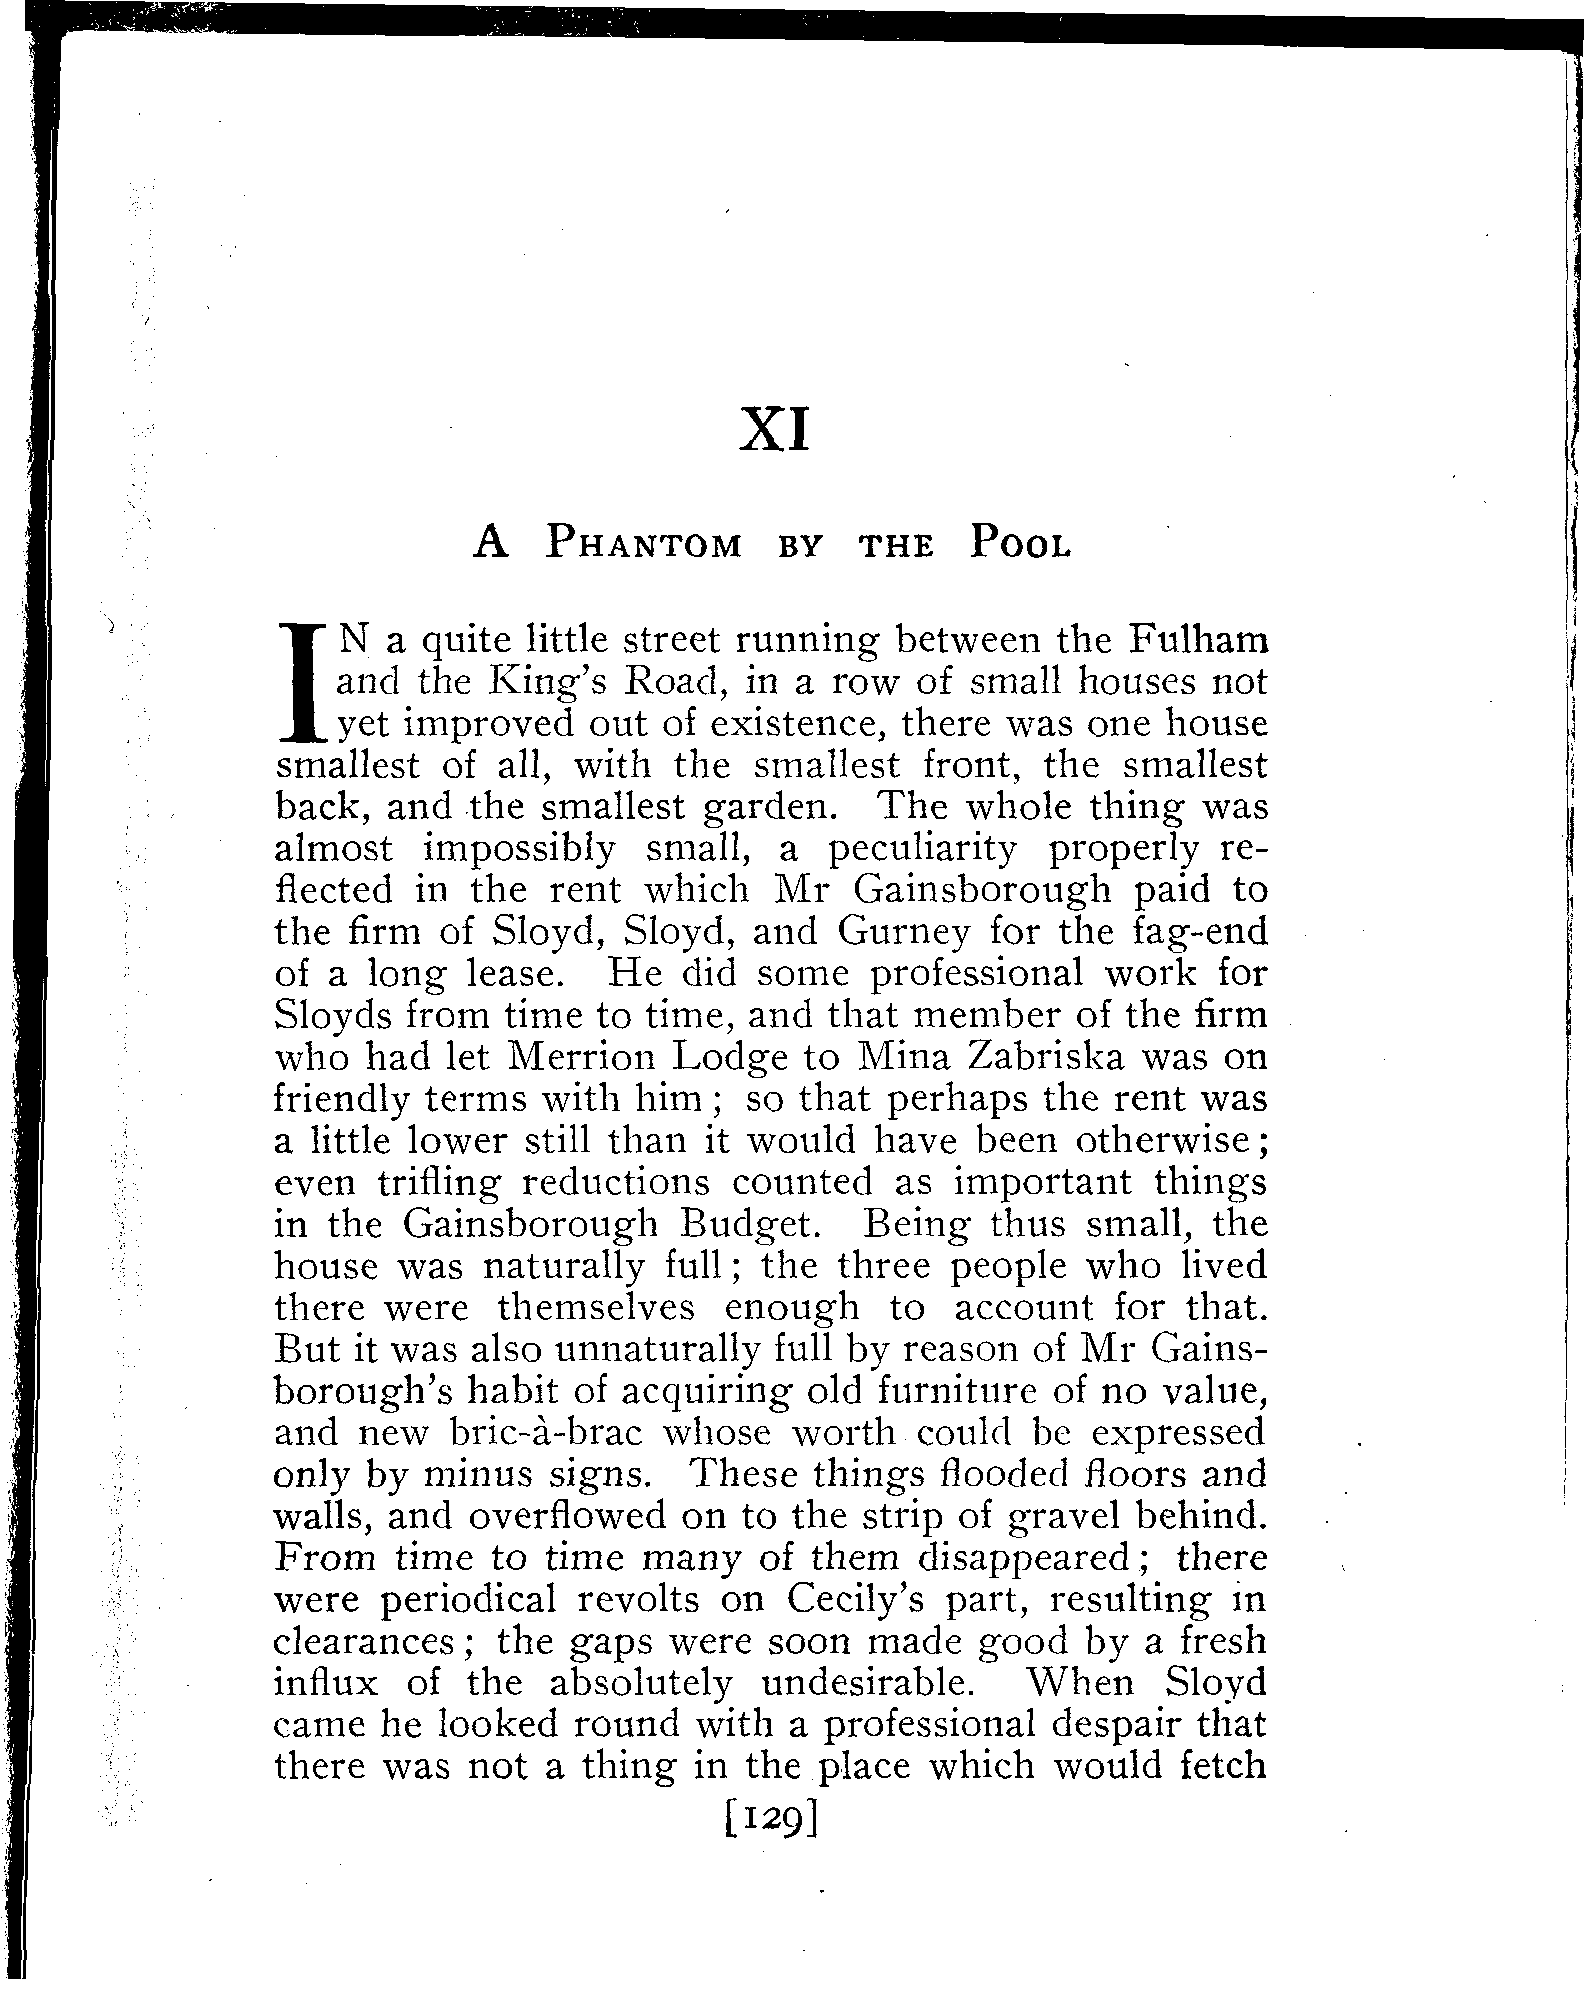 XI
A PHANTOM BY THE POOL
IN a quite little street running between the Fulham
and the King's Road, in a row of small houses not
yet improved out of existence, there was one house
smallest of all, with the smallest front, the smallest
back, and the smallest garden. The whole thing was
almost impossibly small, a peculiarity properly re-
flected in the rent which Mr Gainsborough paid to
the firm of Sloyd, Sloyd, and Gurney for the fag-end
of a long lease. He did some professional work for
Sloyds from time to time, and that member of the firm
who had let Merrion Lodge to Mina Zabriska was on
friendly terms with him; so that perhaps the rent was
a little lower still than it would have been otherwise;
even trifling reductions counted as important things
in the Gainsborough Budget. Being thus small, the
house was naturally full; the three people who lived
there were themselves enough to account for that.
But it was also unnaturally full by reason of Mr Gains-
borough's habit of acquiring old furniture of no value,
and new bric-à-brac whose worth could be expressed
only by minus signs. These things flooded floors and
walls, and overflowed on to the strip of gravel behind.
From time to time many of them disappeared; there
were periodical revolts on Cecily's part, resulting in
clearances; the gaps were soon made good by a fresh
influx of the absolutely undesirable. When Sloyd
came he looked round with a professional despair that
there was not a thing in the place which would fetch
[129]